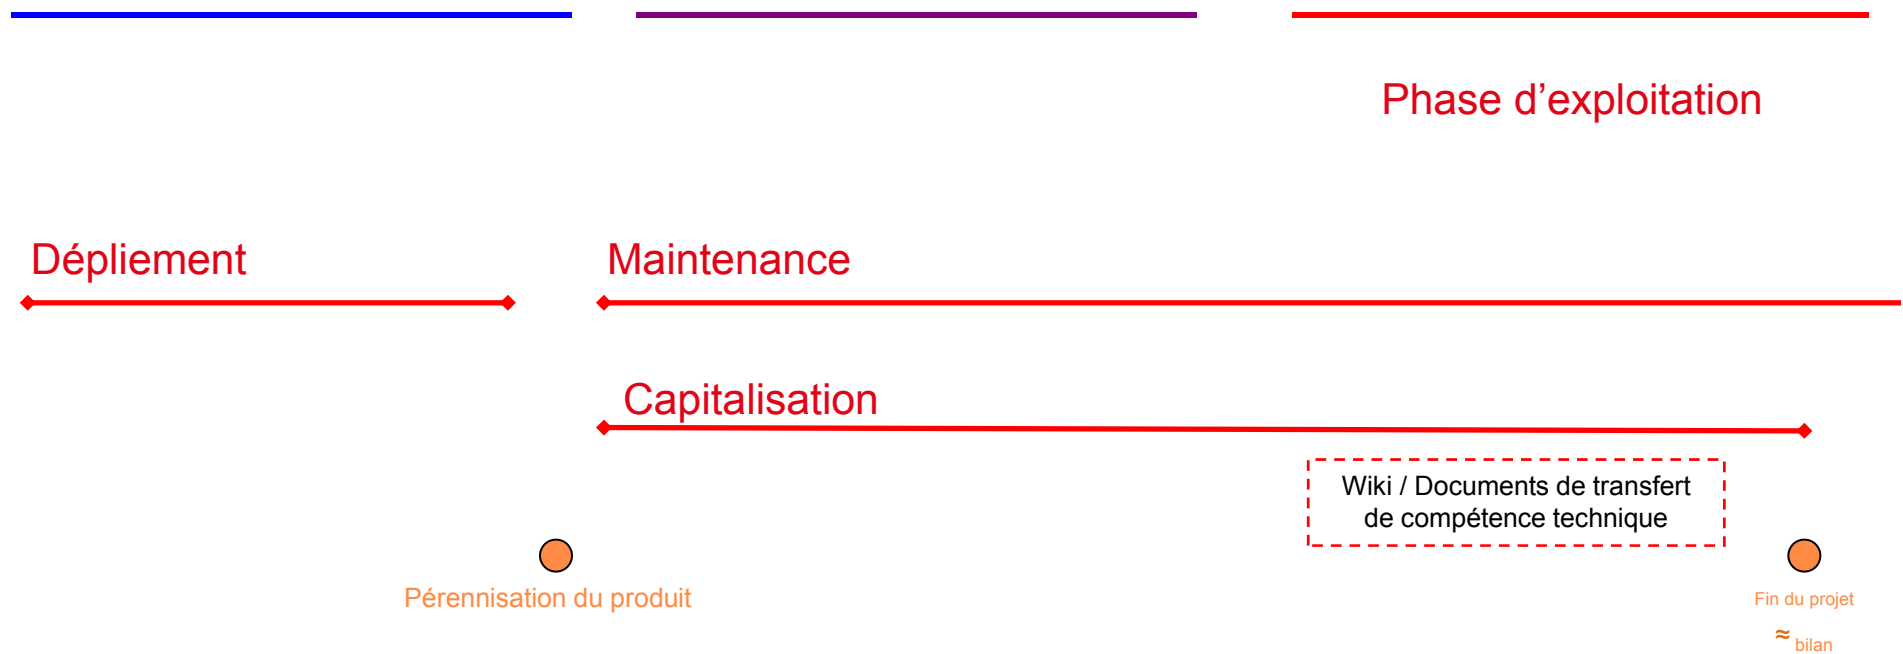 Phase d’exploitation
Dépliement
Maintenance
Capitalisation
Wiki / Documents de transfert
de compétence technique
Pérennisation du produit
Fin du projet
≈ bilan